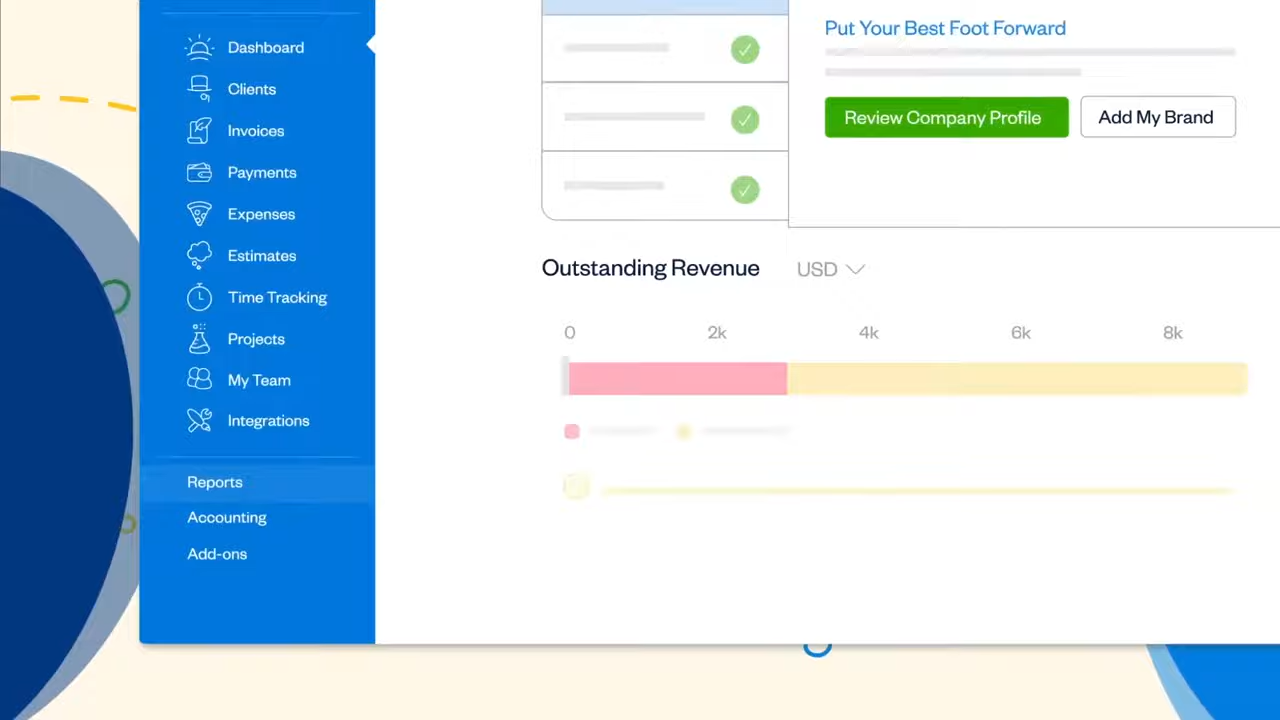 Dashboard
Clients
Invoices
Payments
Expenses
Estimates
Time Tracking
Projects
My Team
Integrations
Reports
Accounting
Add-ons
Put Your Best Foot Forward
Review Company Profile
Add My Brand
Outstanding Revenue USD
0 2k 4k 6k 8k